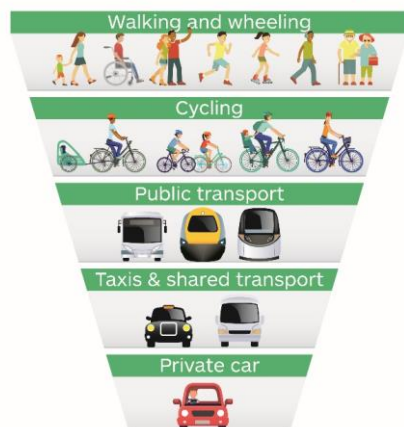 Walking and wheeling
Cycling
Public transport
Taxis & shared transport
Private car